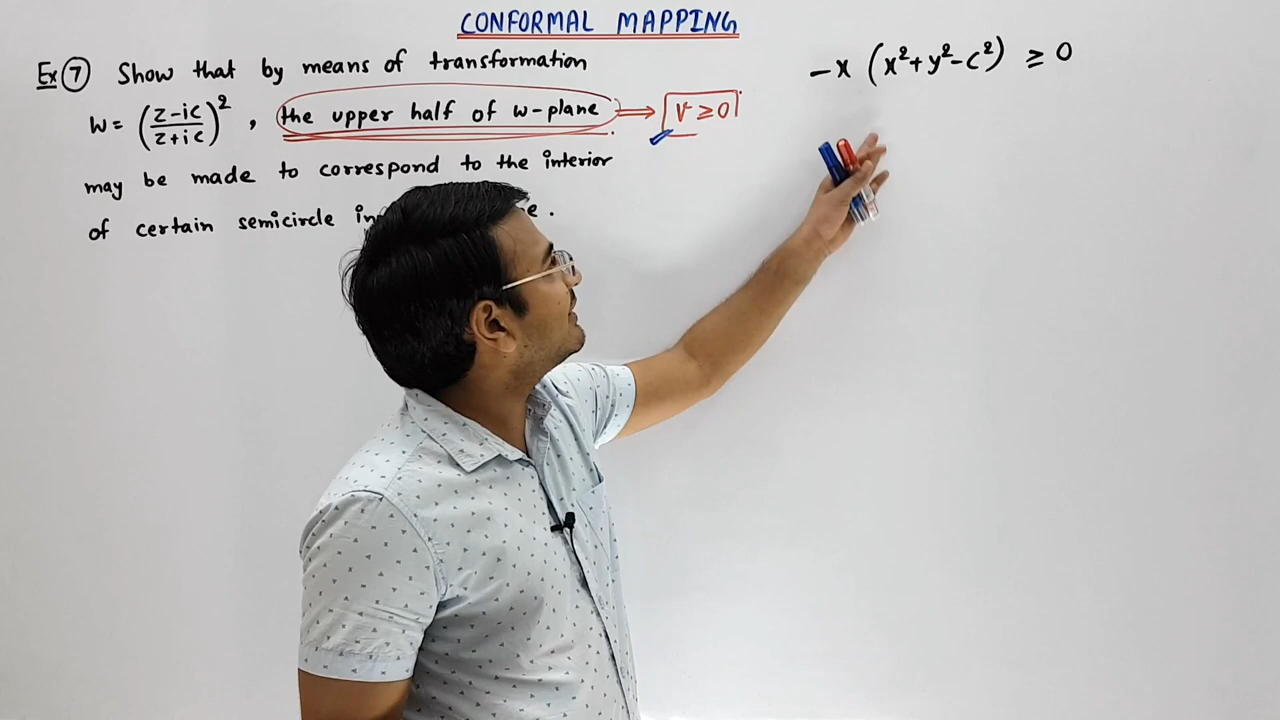 CONFORMAL MAPPING
Ex 7 Show that by means of transformation
W = ((z-ic)/(z+ic))², the upper half of w-plane ⇒ V ≥ 0
may be made to correspond to the interior
of certain semicircle in e.
-x (x²+y²-c²) ≥ 0